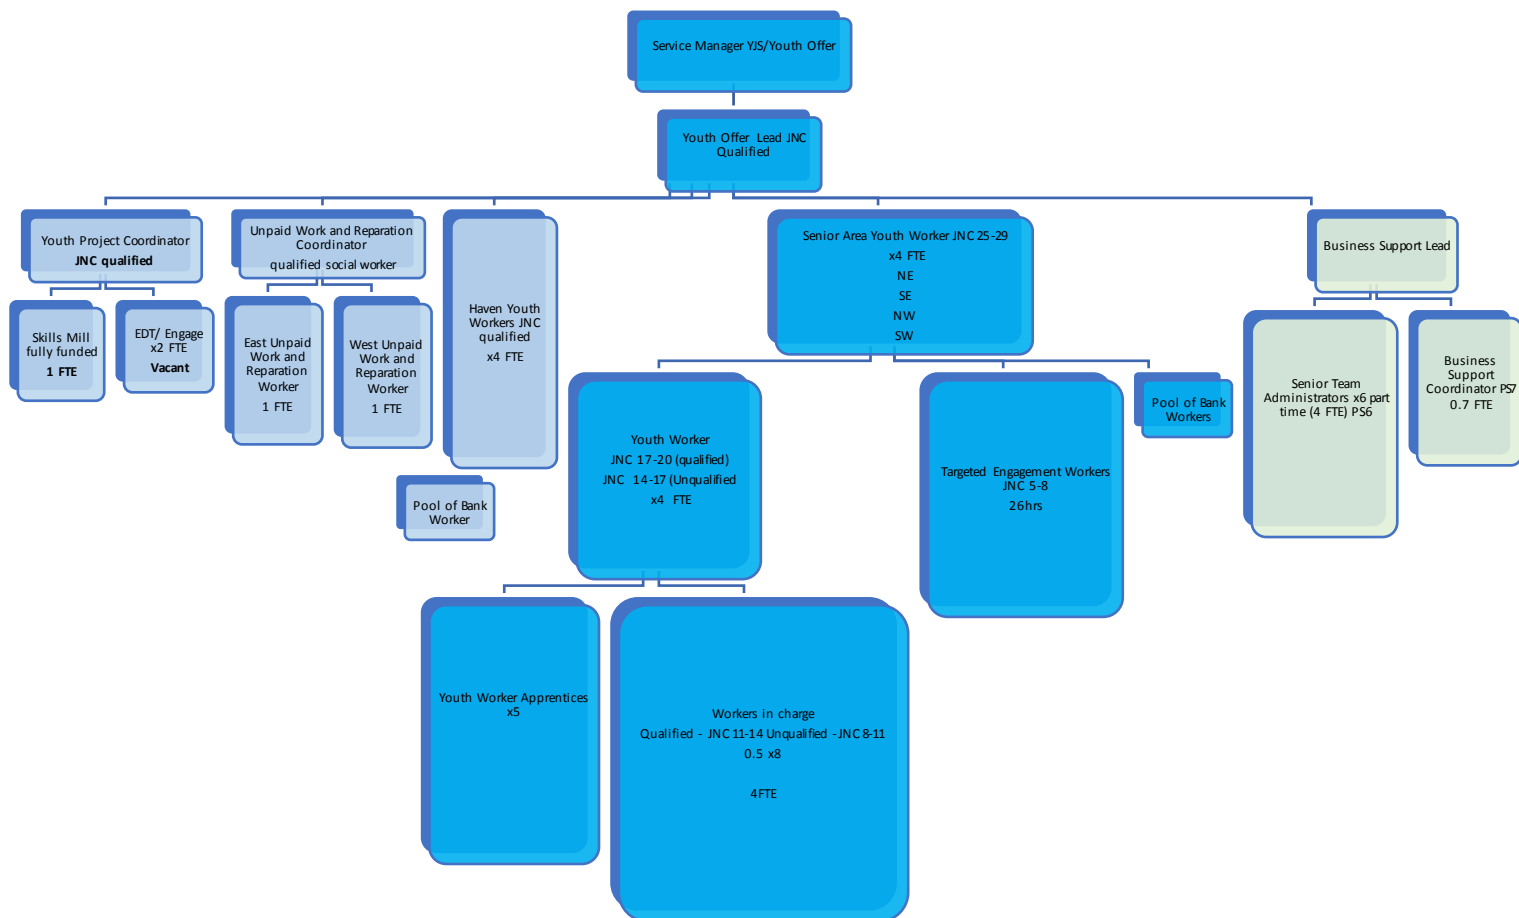 Service Manager YJS/Youth Offer
Youth Offer Lead JNC
Qualified
Youth Project Coordinator
JNC qualified
Unpaid Work and Reparation
Coordinator
qualified social worker
Haven Youth
Workers JNC
qualified
x4 FTE
Senior Area Youth Worker JNC 25-29
x4 FTE
NE
SE
NW
SW
Business Support Lead
Skills Mill
fully funded
1 FTE
EDT/ Engage
x2 FTE
Vacant
East Unpaid
Work and
Reparation
Worker
1 FTE
West Unpaid
Work and
Reparation
Worker
1 FTE
Pool of Bank
Worker
Youth Worker
JNC 17-20 (qualified)
JNC 14-17 (Unqualified
x4 FTE
Targeted Engagement Workers
JNC 5-8
26hrs
Pool of Bank
Workers
Senior Team
Administrators x6 part
time (4 FTE) PS6
Business
Support
Coordinator PS7
0.7 FTE
Youth Worker Apprentices
x5
Workers in charge
Qualified - JNC 11-14 Unqualified -JNC 8-11
0.5 x8
4FTE